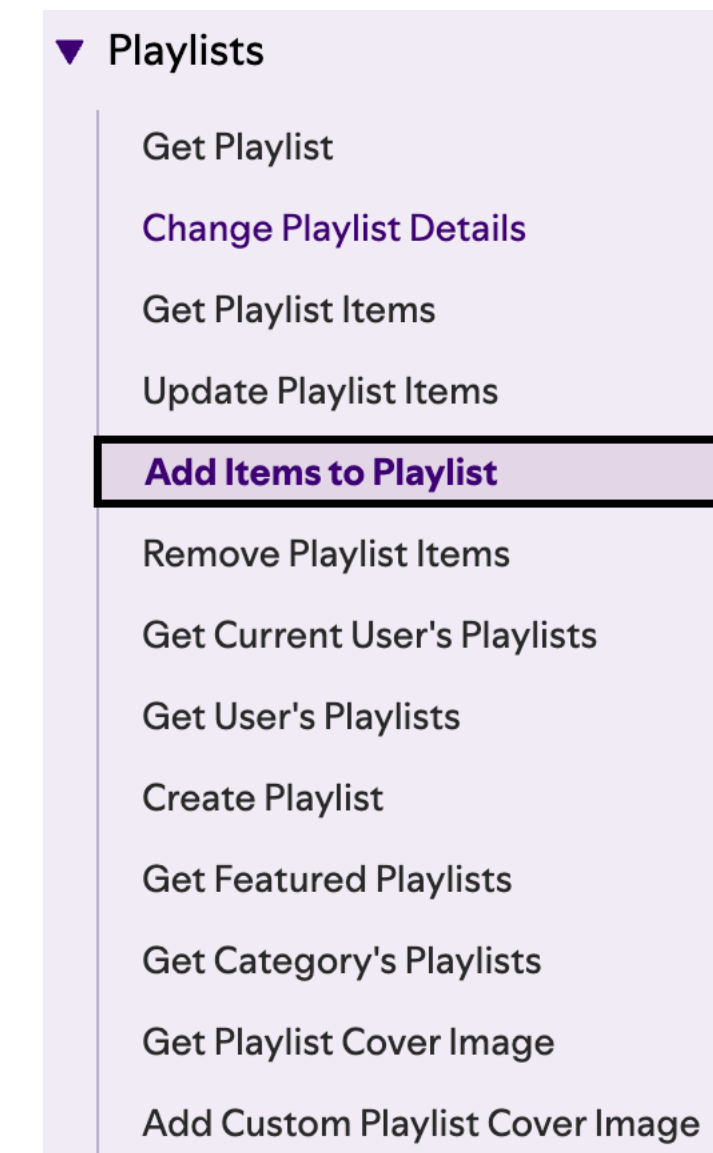 Playlists
Get Playlist
Change Playlist Details
Get Playlist Items
Update Playlist Items
Add Items to Playlist
Remove Playlist Items
Get Current User's Playlists
Get User's Playlists
Create Playlist
Get Featured Playlists
Get Category's Playlists
Get Playlist Cover Image
Add Custom Playlist Cover Image